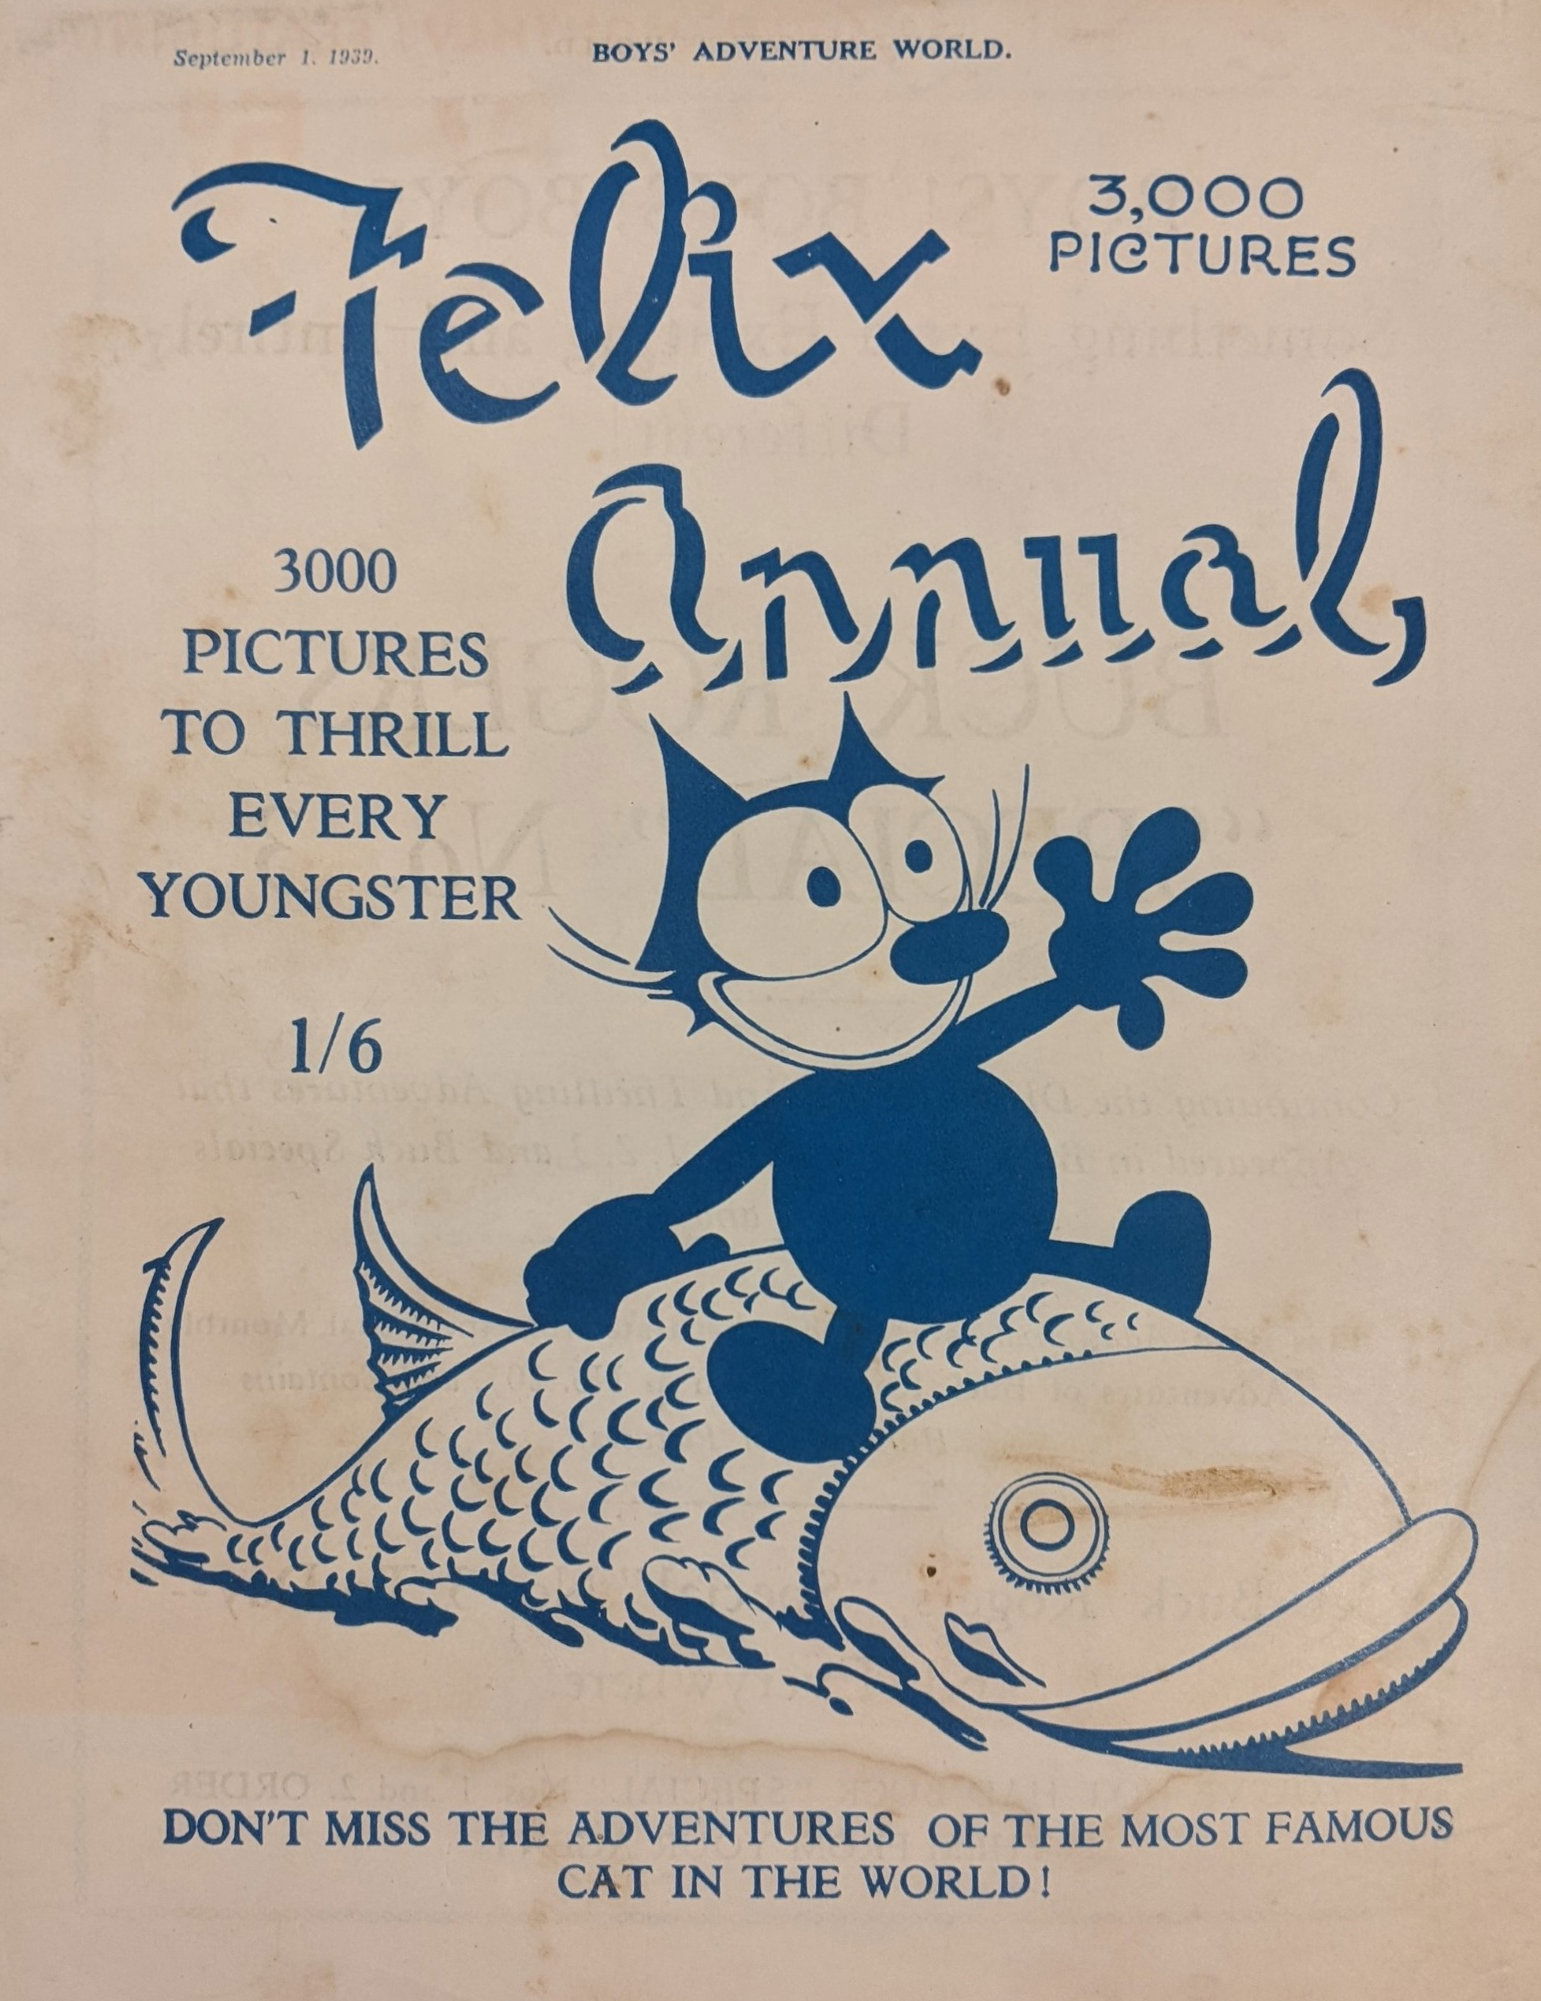 September 1, 1939.
BOYS' ADVENTURE WORLD.
Felix
3,000
PICTURES
Annual
3000
PICTURES
TO THRILL
EVERY
YOUNGSTER
1/6
DON'T MISS THE ADVENTURES OF THE MOST FAMOUS
CAT IN THE WORLD!